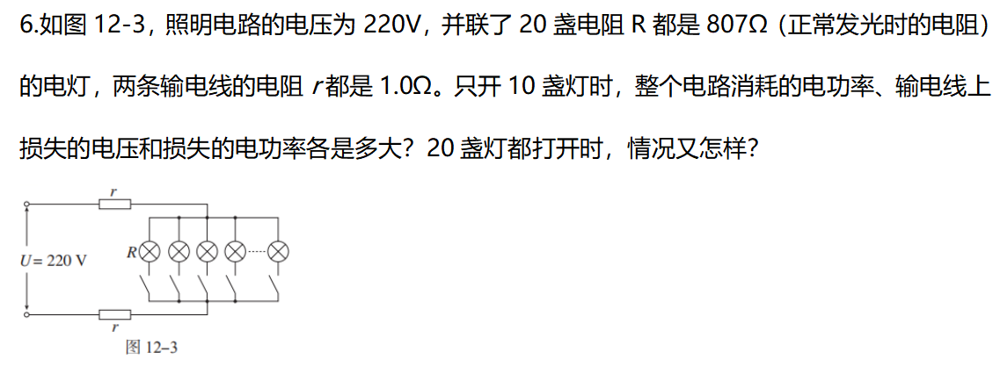 6.如图 12-3，照明电路的电压为 220V，并联了 20 盏电阻 R 都是 807Ω（正常发光时的电阻）
的电灯，两条输电线的电阻 r都是 1.0Ω。只开 10 盏灯时，整个电路消耗的电功率、输电线上
损失的电压和损失的电功率各是多大？20 盏灯都打开时，情况又怎样？
r
R
U= 220 V
r
图 12–3